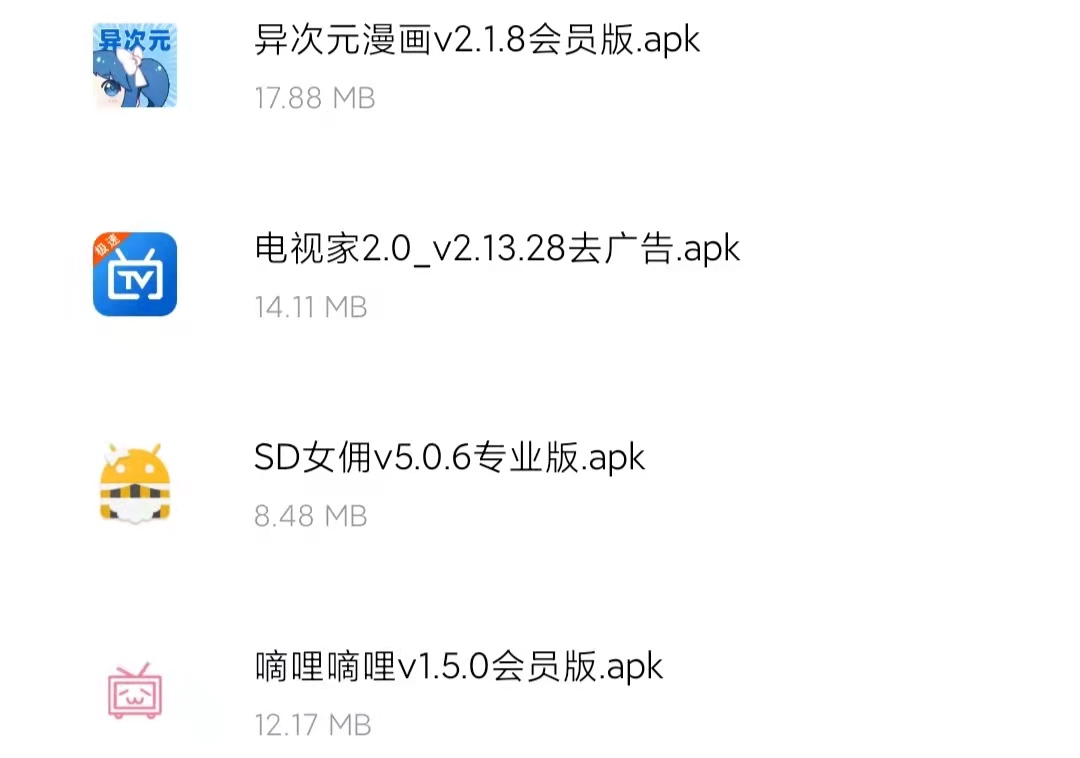 异次元
异次元漫画v2.1.8会员版.apk
17.88 MB
极速
TV
电视家2.0_v2.13.28去广告.apk
14.11 MB
SD女佣v5.0.6专业版.apk
8.48 MB
嘀哩嘀哩v1.5.0会员版.apk
12.17 MB